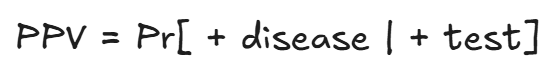 PPV = Pr[ + disease | + test]